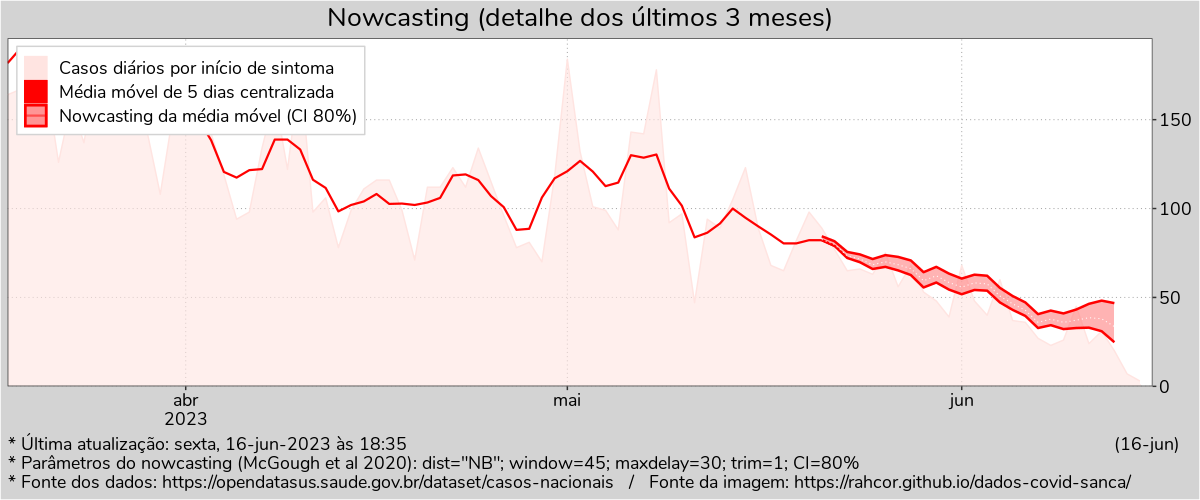 Nowcasting (detalhe dos últimos 3 meses)
Casos diários por início de sintoma
Média móvel de 5 dias centralizada
Nowcasting da média móvel (CI 80%)
150
100
50
0
abr
2023
mai
jun
* Última atualização: sexta, 16-jun-2023 às 18:35
(16-jun)
* Parâmetros do nowcasting (McGough et al 2020): dist="NB"; window=45; maxdelay=30; trim=1; CI=80%
* Fonte dos dados: https://opendatasus.saude.gov.br/dataset/casos-nacionais / Fonte da imagem: https://rahcor.github.io/dados-covid-sanca/